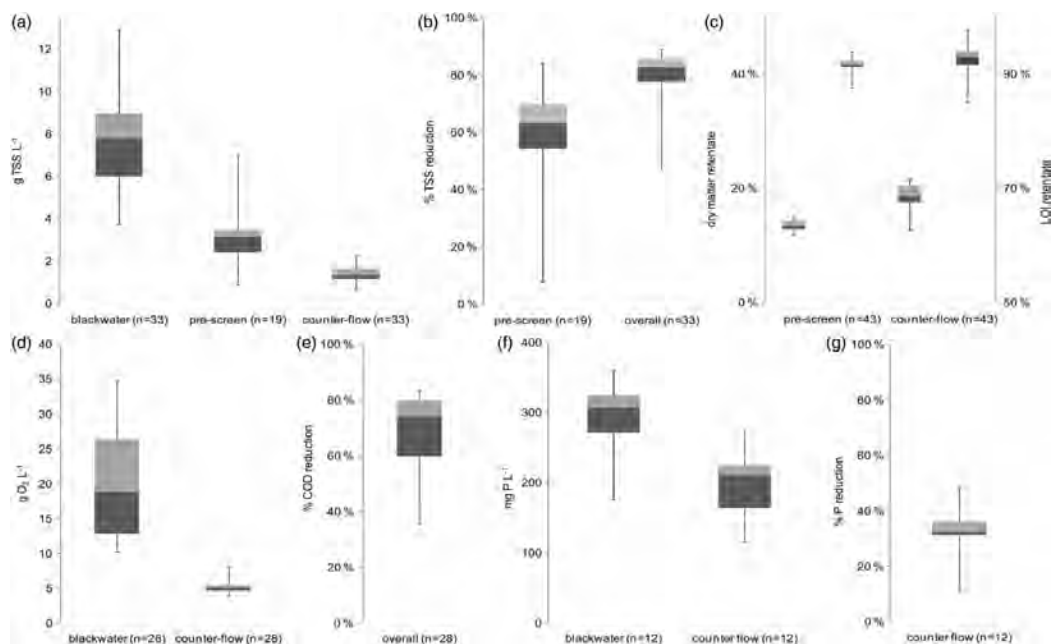 (a)
g TSS L⁻¹
12
10
8
6
4
2
0
blackwater (n=33) pre-screen (n=19) counter-flow (n=33)
(b)
% TSS reduction
100 %
80 %
60 %
40 %
20 %
0 %
pre-screen (n=19) overall (n=33)
(c)
dry matter retentate
40 %
20 %
0 %
90 %
70 %
50 %
LOI retentate
pre-screen (n=43) counter-flow (n=43)
(d)
g O₂ L⁻¹
40
35
30
25
20
15
10
5
0
blackwater (n=28) counter-flow (n=28)
(e)
% COD reduction
100 %
80 %
60 %
40 %
20 %
0 %
overall (n=28)
(f)
mg P L⁻¹
400
300
200
100
0
blackwater (n=12) counter flow (n=12)
(g)
% P reduction
100 %
80 %
60 %
40 %
20 %
0 %
counter flow (n=12)